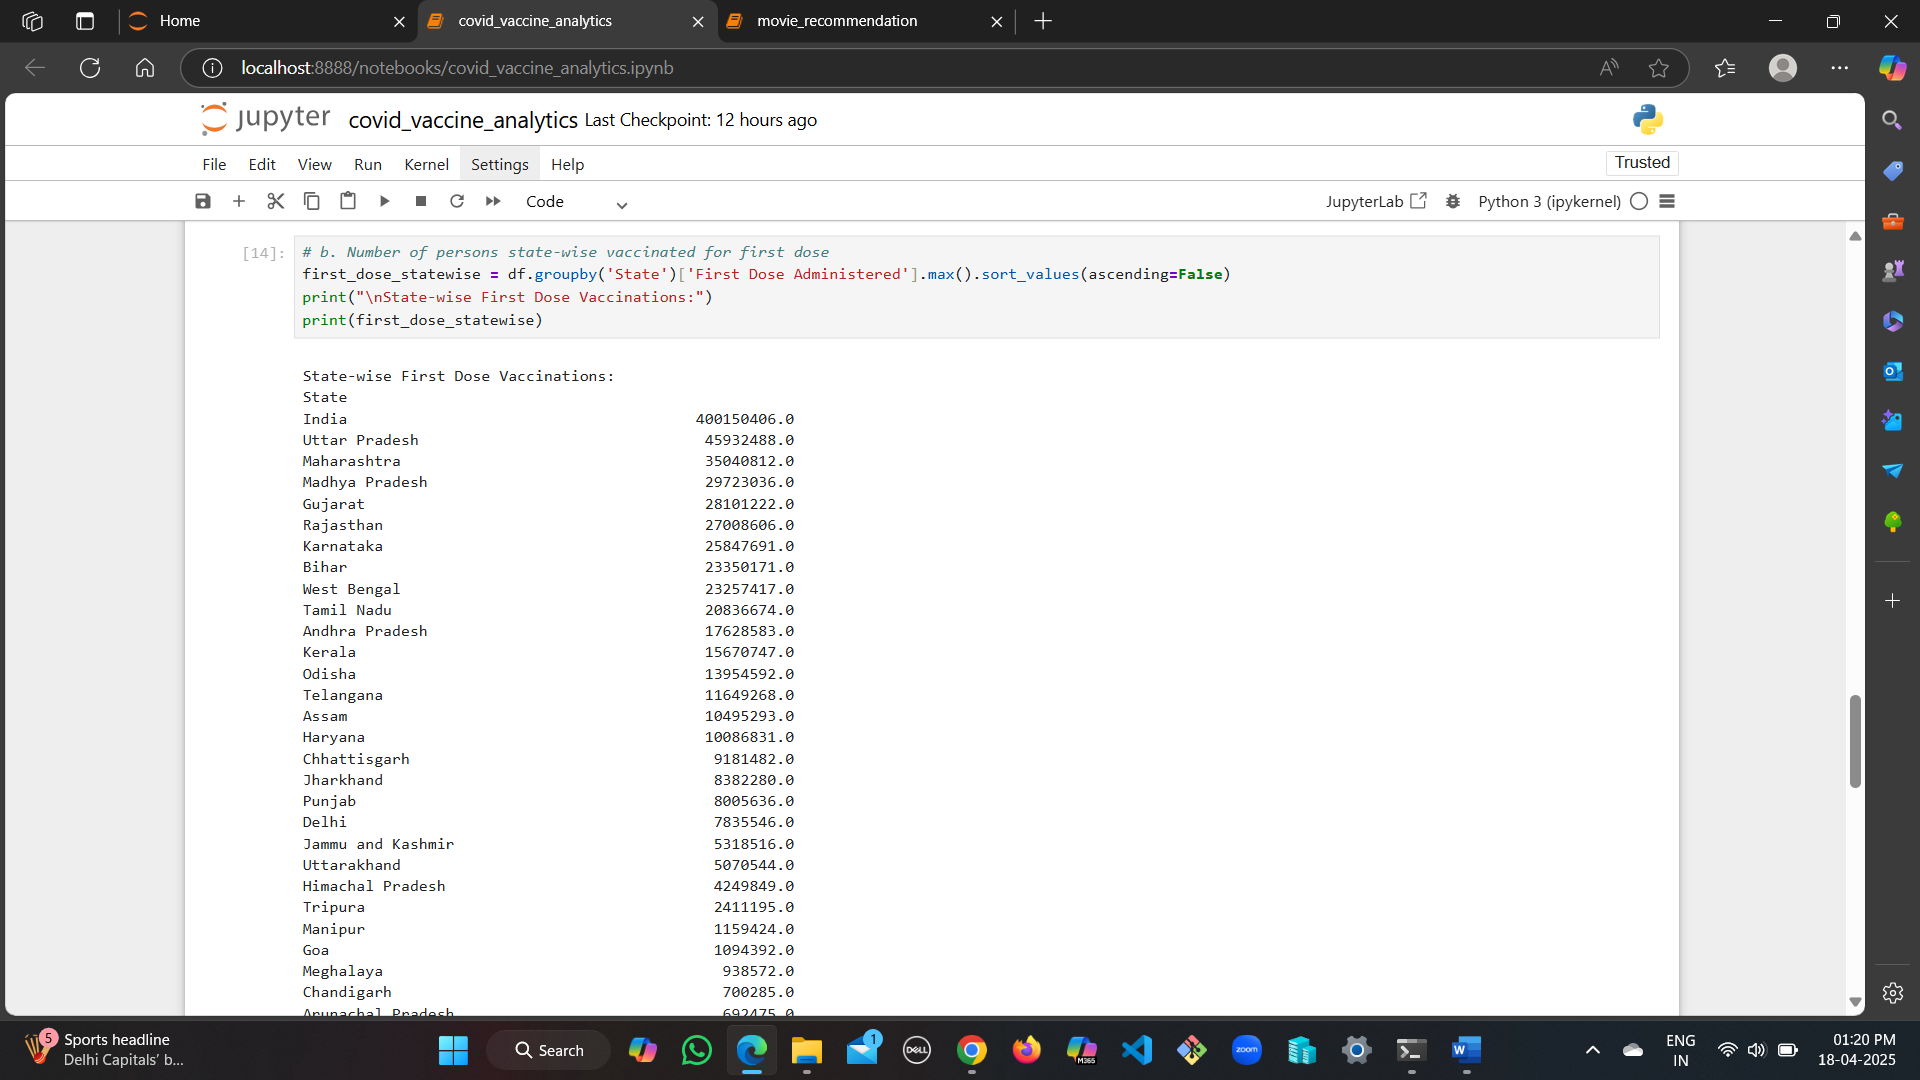 Home
covid_vaccine_analytics
movie_recommendation
localhost:8888/notebooks/covid_vaccine_analytics.ipynb
jupyter covid_vaccine_analytics Last Checkpoint: 12 hours ago
File Edit View Run Kernel Settings Help
Trusted
Code
JupyterLab
Python 3 (ipykernel)
[14]:
# b. Number of persons state-wise vaccinated for first dose
first_dose_statewise = df.groupby('State')['First Dose Administered'].max().sort_values(ascending=False)
print("\nState-wise First Dose Vaccinations:")
print(first_dose_statewise)
State-wise First Dose Vaccinations:
State
India 400150406.0
Uttar Pradesh 45932488.0
Maharashtra 35040812.0
Madhya Pradesh 29723036.0
Gujarat 28101222.0
Rajasthan 27008606.0
Karnataka 25847691.0
Bihar 23350171.0
West Bengal 23257417.0
Tamil Nadu 20836674.0
Andhra Pradesh 17628583.0
Kerala 15670747.0
Odisha 13954592.0
Telangana 11649268.0
Assam 10495293.0
Haryana 10086831.0
Chhattisgarh 9181482.0
Jharkhand 8382280.0
Punjab 8005636.0
Delhi 7835546.0
Jammu and Kashmir 5318516.0
Uttarakhand 5070544.0
Himachal Pradesh 4249849.0
Tripura 2411195.0
Manipur 1159424.0
Goa 1094392.0
Meghalaya 938572.0
Chandigarh 700285.0
Arunachal Pradesh 692475.0
5
Sports headline
Delhi Capitals' b...
Search
1
DELL
M365
zoom
W
ENG
IN
01:20 PM
18-04-2025